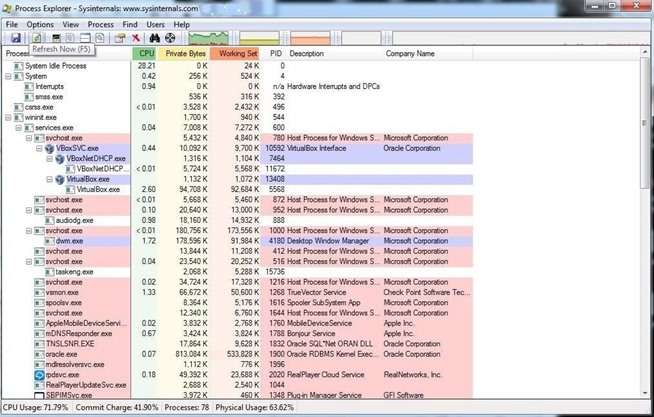 Process Explorer - Sysinternals: www.sysinternals.com
File Options View Process Find Users Help
Refresh Now (F5)
Process CPU Private Bytes Working Set PID Description Company Name
System Idle Process 28.21 0 K 24 K 0
System 0.42 256 K 524 K 4
Interrupts 0.94 0 K 0 K n/a Hardware Interrupts and DPCs
smss.exe 536 K 316 K 392
csrss.exe < 0.01 3,528 K 2,432 K 496
wininit.exe 1,700 K 940 K 544
services.exe 0.04 7,008 K 7,272 K 600
svchost.exe 5,432 K 4,840 K 780 Host Process for Windows S... Microsoft Corporation
VBoxSVC.exe 0.44 10,092 K 9,700 K 10592 VirtualBox Interface Oracle Corporation
VBoxNetDHCP.exe 1,316 K 1,104 K 7464
VBoxNetDHCP... < 0.01 5,724 K 5,568 K 11672
VirtualBox.exe 1,132 K 1,072 K 13408
VirtualBox.exe 2.60 94,708 K 92,684 K 5568
svchost.exe < 0.01 5,668 K 5,460 K 872 Host Process for Windows S... Microsoft Corporation
svchost.exe 0.10 20,640 K 13,000 K 952 Host Process for Windows S... Microsoft Corporation
audiodg.exe 0.98 18,160 K 14,932 K 888
svchost.exe < 0.01 180,756 K 173,556 K 1000 Host Process for Windows S... Microsoft Corporation
dwm.exe 1.72 178,596 K 91,984 K 4180 Desktop Window Manager Microsoft Corporation
svchost.exe 13,844 K 11,208 K 412 Host Process for Windows S... Microsoft Corporation
svchost.exe 0.04 23,540 K 20,252 K 516 Host Process for Windows S... Microsoft Corporation
taskeng.exe 2,068 K 5,288 K 15736
svchost.exe 0.02 34,724 K 17,328 K 1216 Host Process for Windows S... Microsoft Corporation
vsmon.exe 1.33 66,672 K 50,600 K 1268 TrueVector Service Check Point Software Tec...
spoolsv.exe 8,364 K 5,176 K 1616 Spooler SubSystem App Microsoft Corporation
svchost.exe 12,340 K 6,760 K 1644 Host Process for Windows S... Microsoft Corporation
AppleMobileDeviceServi... 0.02 3,832 K 2,768 K 1760 MobileDeviceService Apple Inc.
mDNSResponder.exe 0.67 3,424 K 3,824 K 1788 Bonjour Service Apple Inc.
TNSLSNR.EXE 17,864 K 9,628 K 1832 Oracle SQL*Net ORAN DLL Oracle Corporation
oracle.exe 0.07 813,084 K 533,828 K 1900 Oracle RDBMS Kernel Exec... Oracle Corporation
mdlresolversvc.exe 1,112 K 776 K 1996
rpdsvc.exe 0.18 49,392 K 23,688 K 2020 RealPlayer Cloud Service RealNetworks, Inc.
RealPlayerUpdateSvc.exe 2,688 K 2,540 K 1044
SBPIMSvc.exe 3,972 K 460 K 1348 Plug-in Manager Service GFI Software
CPU Usage: 71.79% Commit Charge: 41.90% Processes: 78 Physical Usage: 63.62%